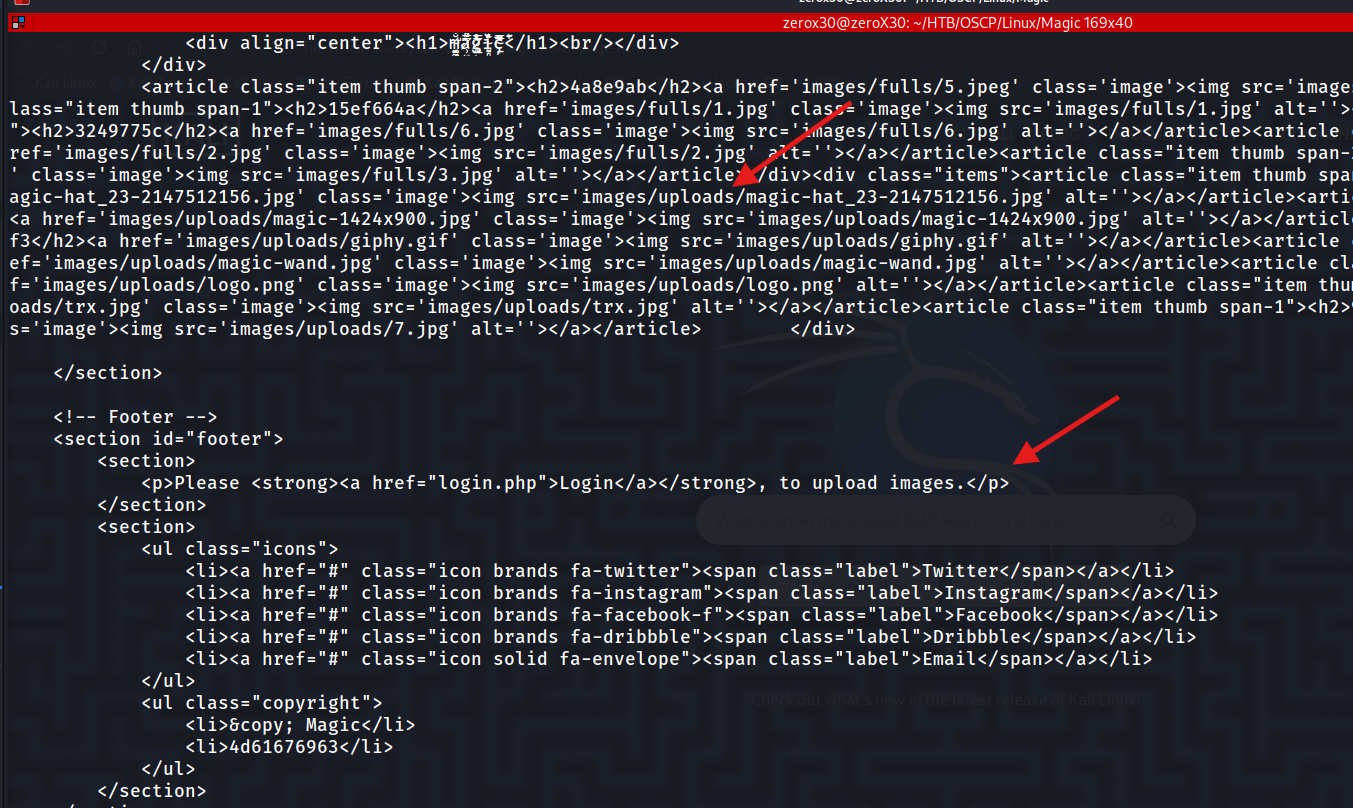 zerox30@zeroX30: ~/HTB/OSCP/Linux/Magic 169x40
<div align="center"><h1>magic</h1><br/></div>
</div>
<article class="item thumb span-2"><h2>4a8e9ab</h2><a href='images/fulls/5.jpeg' class='image'><img src='images
lass="item thumb span-1"><h2>15ef664a</h2><a href='images/fulls/1.jpg' class='image'><img src='images/fulls/1.jpg' alt=''>
"><h2>3249775c</h2><a href='images/fulls/6.jpg' class='image'><img src='images/fulls/6.jpg' alt=''></a></article><article
ref='images/fulls/2.jpg' class='image'><img src='images/fulls/2.jpg' alt=''></a></article><article class="item thumb span-
' class='image'><img src='images/fulls/3.jpg' alt=''></a></article></div><div class="items"><article class="item thumb spa
agic-hat_23-2147512156.jpg' class='image'><img src='images/uploads/magic-hat_23-2147512156.jpg' alt=''></a></article><arti
<a href='images/uploads/magic-1424x900.jpg' class='image'><img src='images/uploads/magic-1424x900.jpg' alt=''></a></article
f3</h2><a href='images/uploads/giphy.gif' class='image'><img src='images/uploads/giphy.gif' alt=''></a></article><article
ef='images/uploads/magic-wand.jpg' class='image'><img src='images/uploads/magic-wand.jpg' alt=''></a></article><article cl
f='images/uploads/logo.png' class='image'><img src='images/uploads/logo.png' alt=''></a></article><article class="item thu
oads/trx.jpg' class='image'><img src='images/uploads/trx.jpg' alt=''></a></article><article class="item thumb span-1"><h2>
s='image'><img src='images/uploads/7.jpg' alt=''></a></article> </div>
</section>
<!-- Footer -->
<section id="footer">
<section>
<p>Please <strong><a href="login.php">Login</a></strong>, to upload images.</p>
</section>
<section>
<ul class="icons">
<li><a href="#" class="icon brands fa-twitter"><span class="label">Twitter</span></a></li>
<li><a href="#" class="icon brands fa-instagram"><span class="label">Instagram</span></a></li>
<li><a href="#" class="icon brands fa-facebook-f"><span class="label">Facebook</span></a></li>
<li><a href="#" class="icon brands fa-dribbble"><span class="label">Dribbble</span></a></li>
<li><a href="#" class="icon solid fa-envelope"><span class="label">Email</span></a></li>
</ul>
<ul class="copyright">
<li>&copy; Magic</li>
<li>4d61676963</li>
</ul>
</section>
Want to know more about Kali? Search for it here!
Check out what's new in the latest release of Kali Linux!